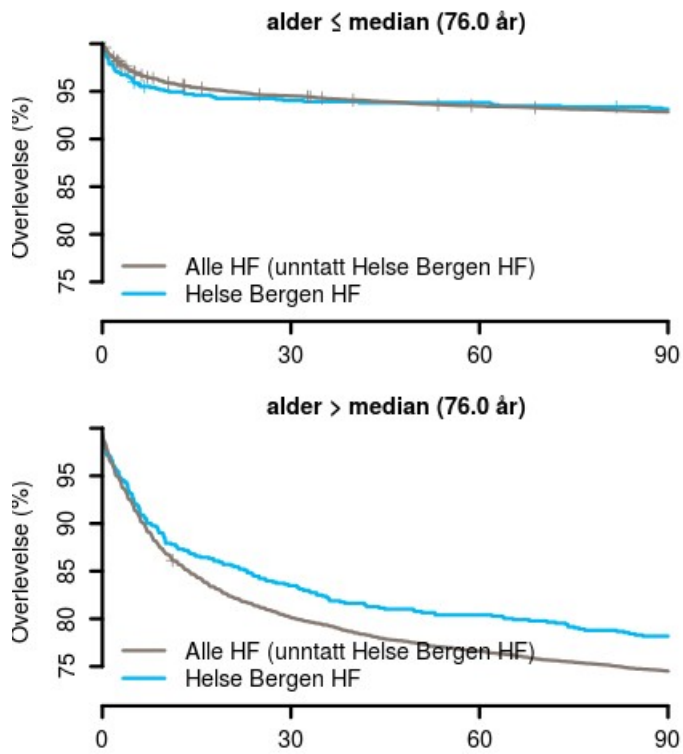 alder ≤ median (76.0 år)
Overlevelse (%)
95
90
85
80
75
Alle HF (unntatt Helse Bergen HF)
Helse Bergen HF
0 30 60 90
alder > median (76.0 år)
Overlevelse (%)
95
90
85
80
75
Alle HF (unntatt Helse Bergen HF)
Helse Bergen HF
0 30 60 90